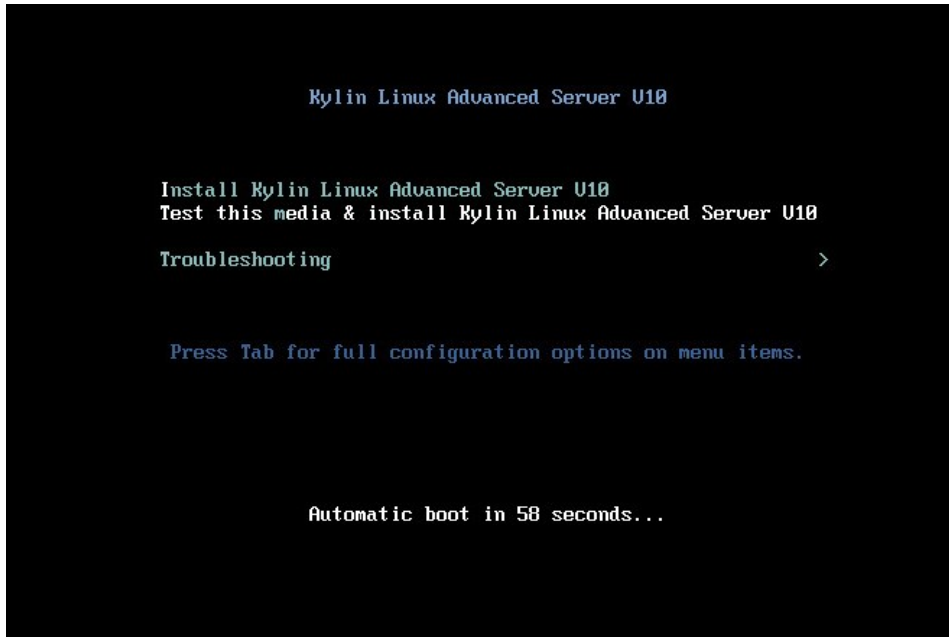 Kylin Linux Advanced Server V10
Install Kylin Linux Advanced Server V10
Test this media & install Kylin Linux Advanced Server V10
Troubleshooting >
Press Tab for full configuration options on menu items.
Automatic boot in 58 seconds...